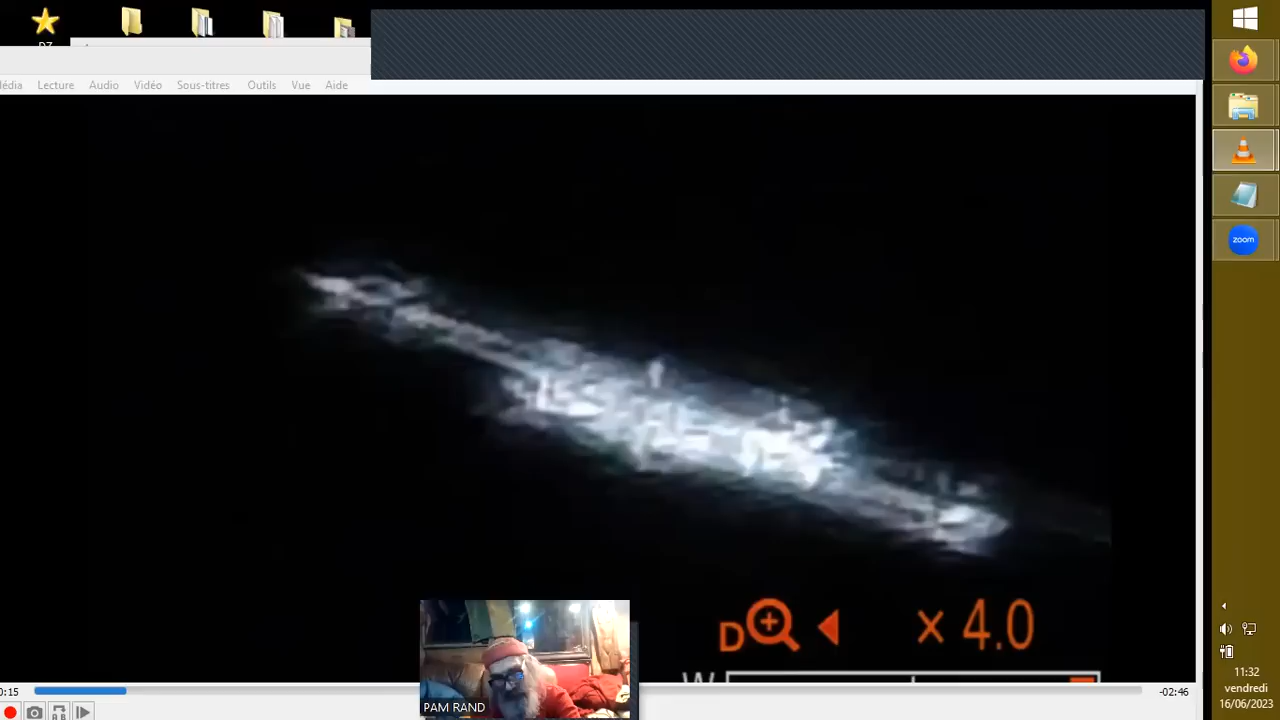 édia Lecture Audio Vidéo Sous-titres Outils Vue Aide
zoom
D × 4.0
W
PAM RAND
0:15
-02:46
11:32
vendredi
16/06/2023